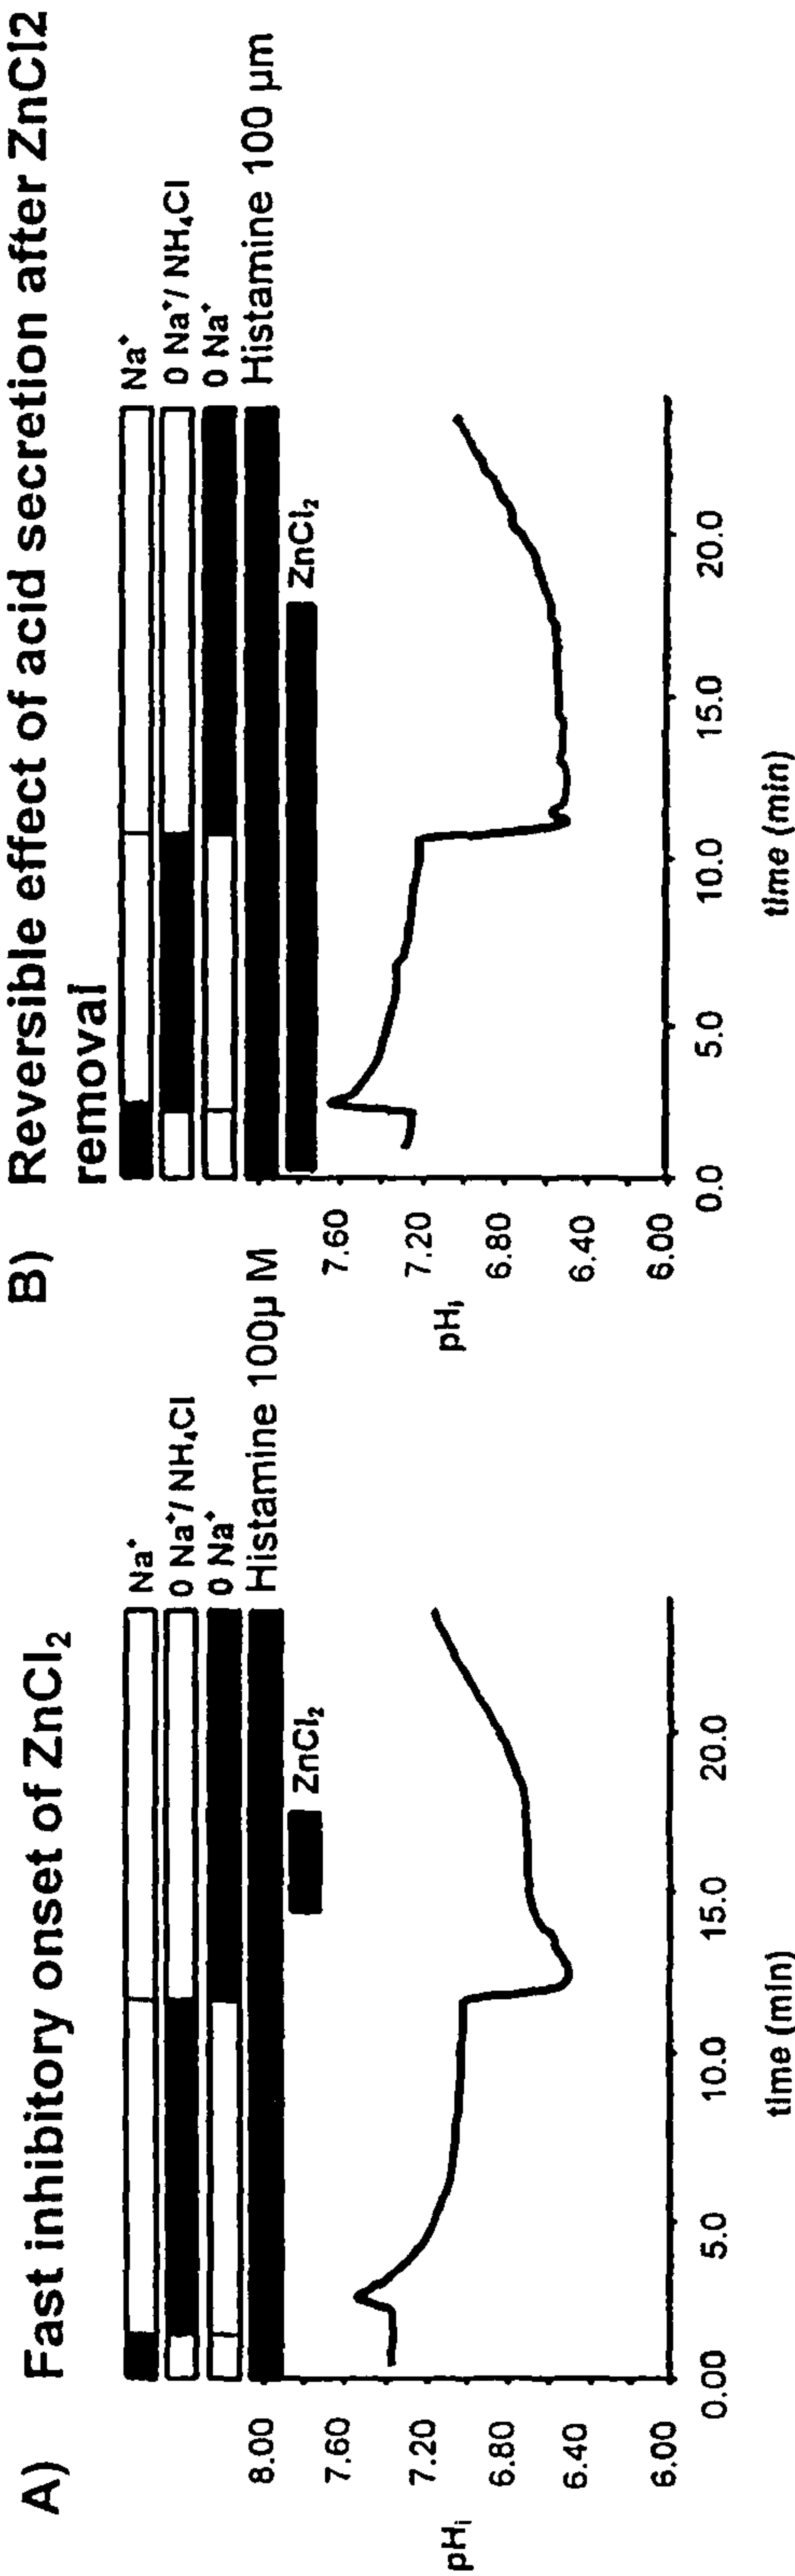 A) Fast inhibitory onset of ZnCl₂
Na⁺
0 Na⁺/ NH₄Cl
0 Na⁺
Histamine 100µ M
ZnCl₂
8.00
7.60
7.20
6.80
6.40
6.00
pHᵢ
0.00
5.0
10.0
15.0
20.0
time (min)
B) Reversible effect of acid secretion after ZnCl2
removal
Na⁺
0 Na⁺/ NH₄Cl
0 Na⁺
Histamine 100 µm
ZnCl₂
7.60
7.20
6.80
6.40
6.00
pHᵢ
0.0
5.0
10.0
15.0
20.0
time (min)